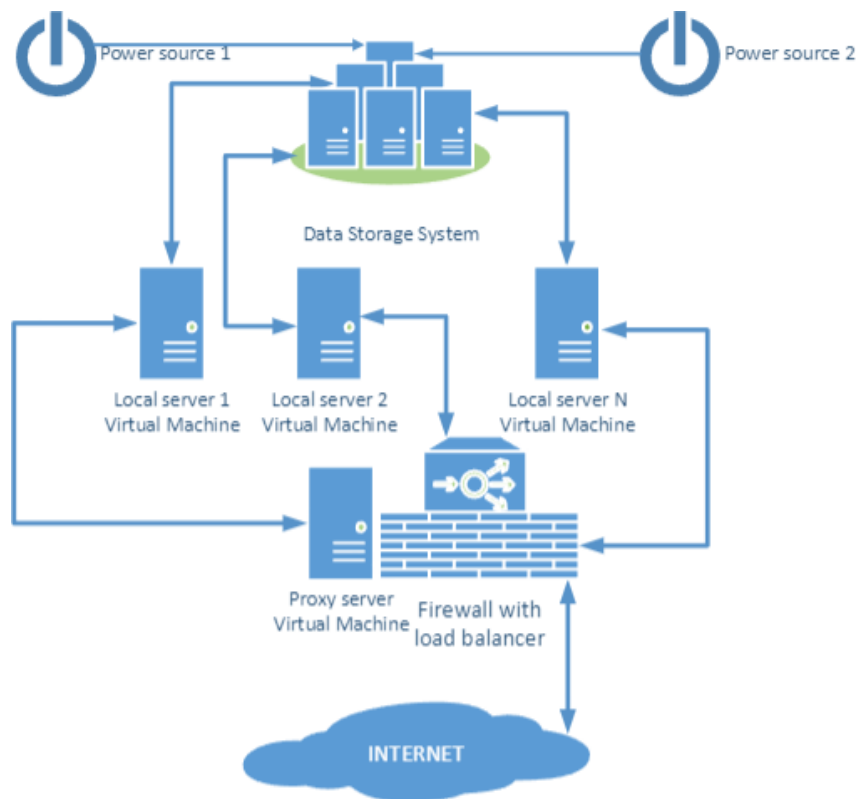 Power source 1
Power source 2
Data Storage System
Local server 1
Virtual Machine
Local server 2
Virtual Machine
Local server N
Virtual Machine
Proxy server
Virtual Machine
Firewall with
load balancer
INTERNET